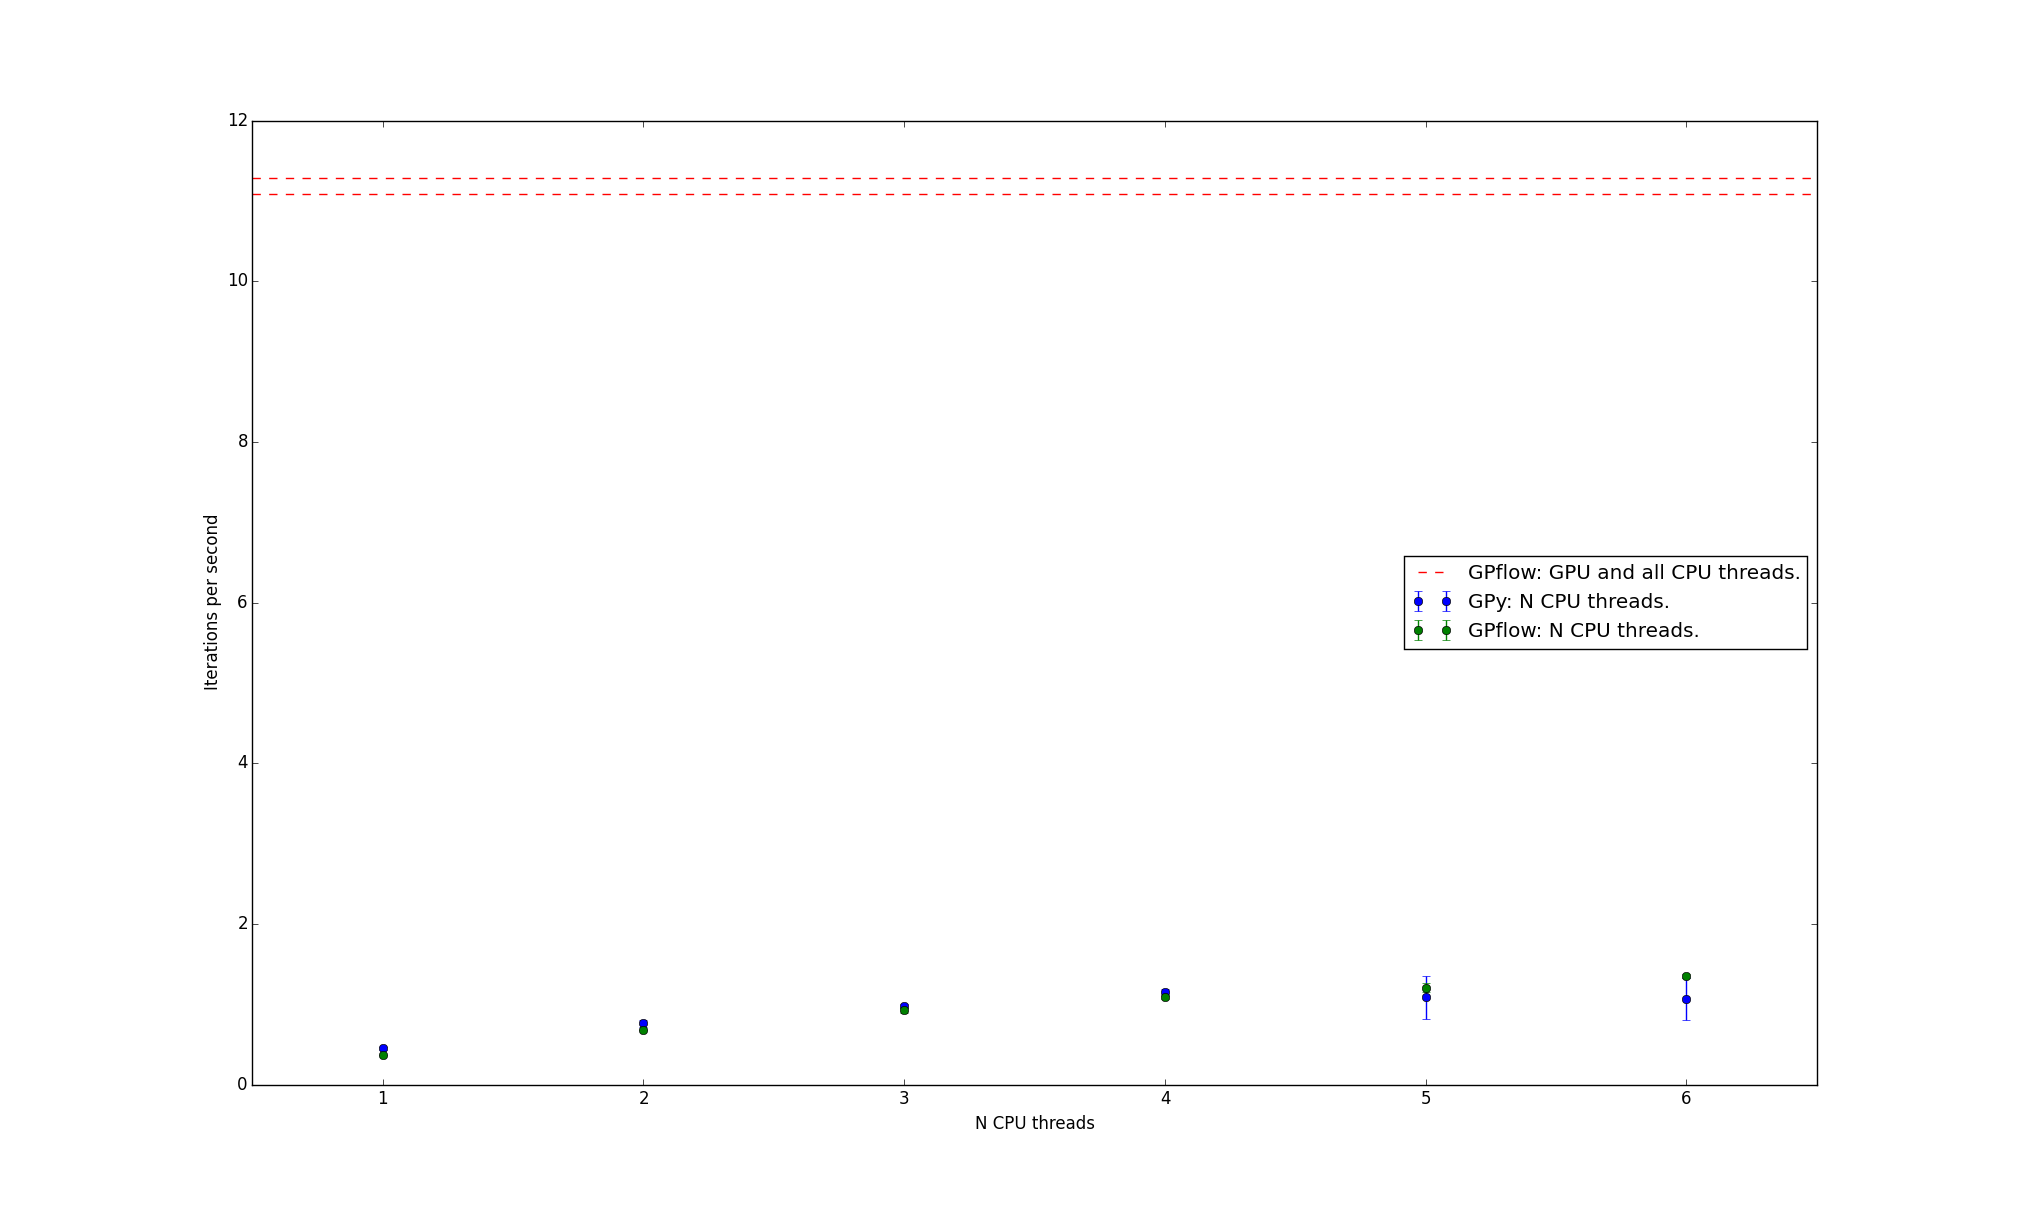 12
10
8
6
4
2
0
Iterations per second
GPflow: GPU and all CPU threads.
GPy: N CPU threads.
GPflow: N CPU threads.
1 2 3 4 5 6
N CPU threads